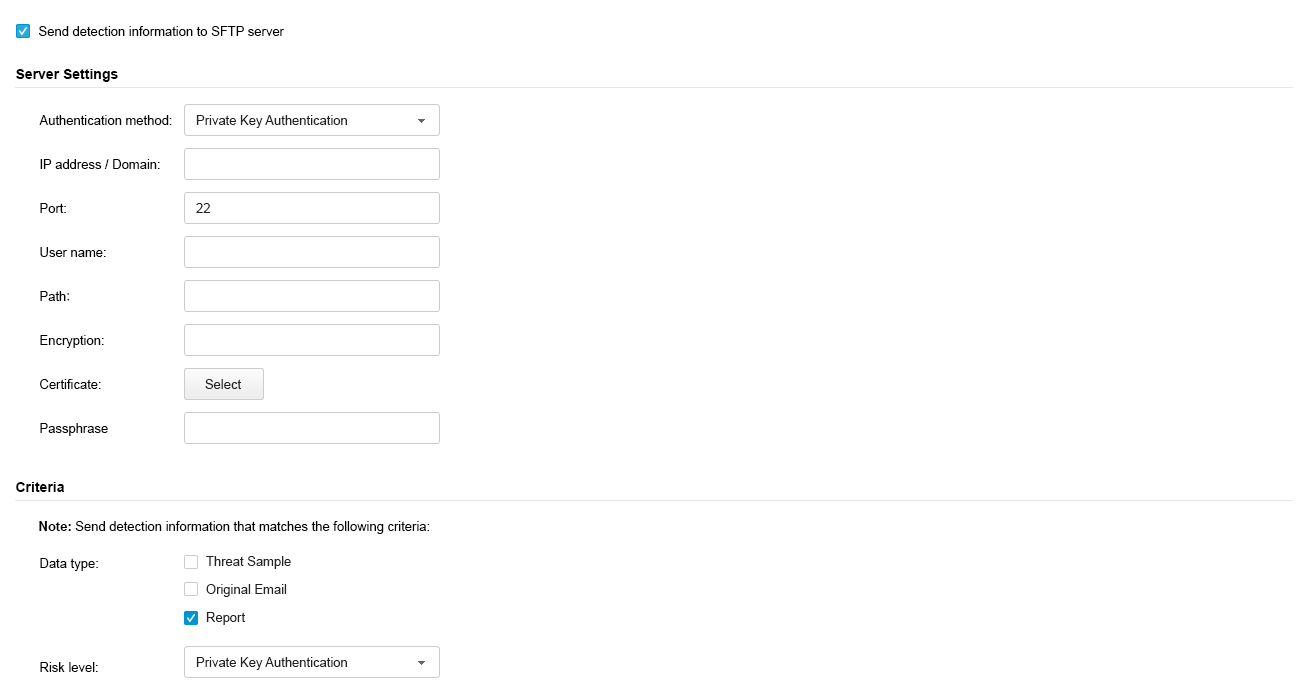 Send detection information to SFTP server
Server Settings
Authentication method: Private Key Authentication
IP address / Domain:
Port: 22
User name:
Path:
Encryption:
Certificate: Select
Passphrase
Criteria
Note: Send detection information that matches the following criteria:
Data type: Threat Sample
Original Email
Report
Risk level: Private Key Authentication